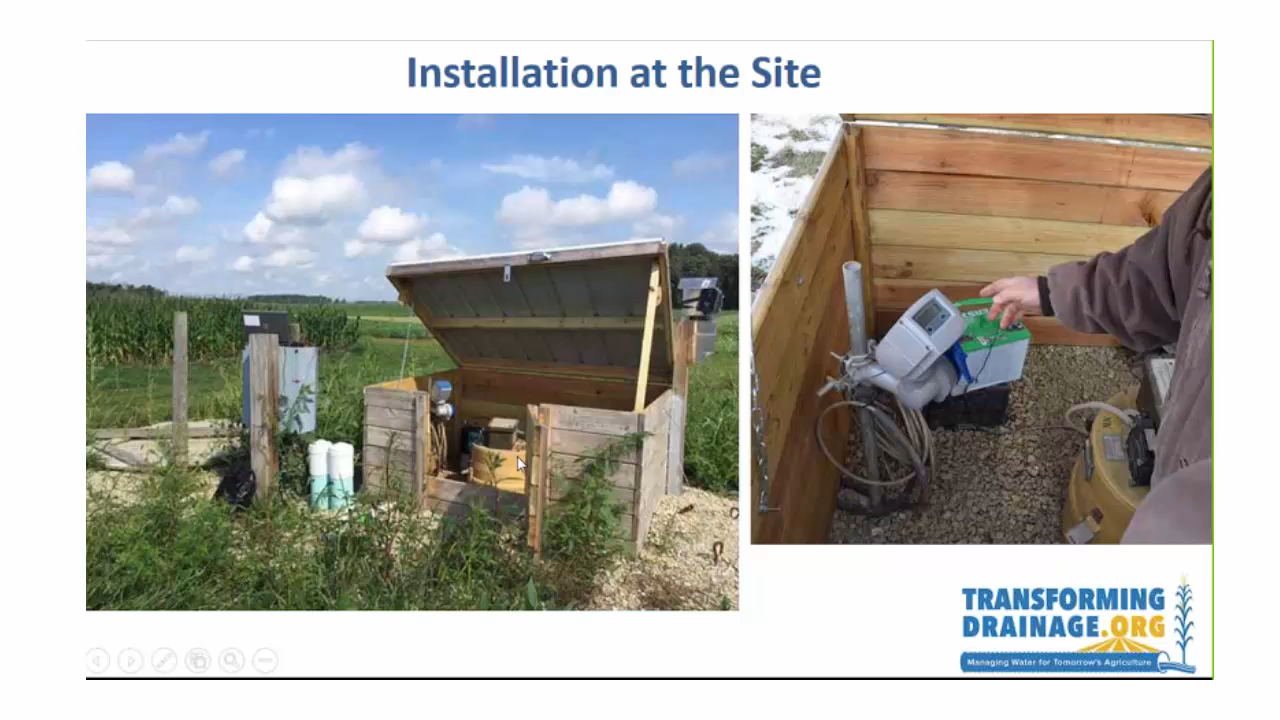 Installation at the Site
TRANSFORMING
DRAINAGE.ORG
Managing Water for Tomorrow's Agriculture